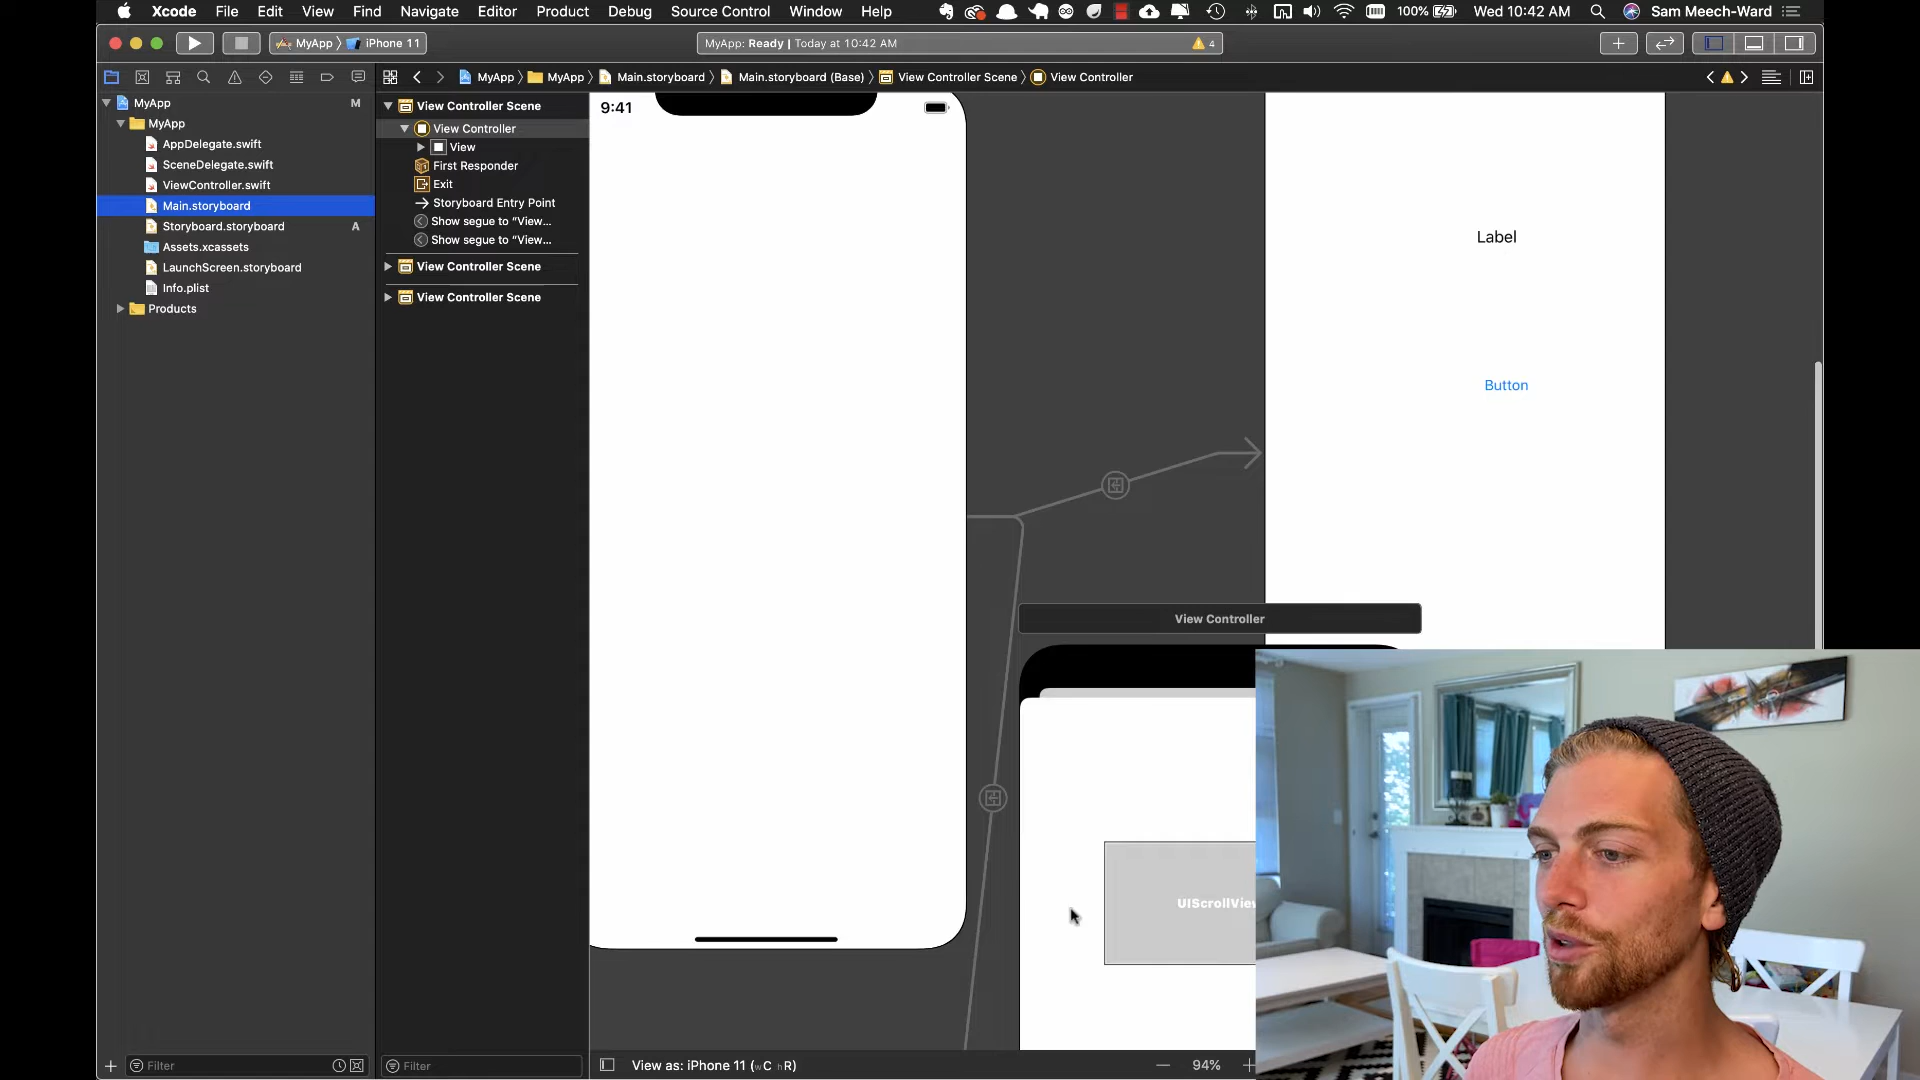 Xcode File Edit View Find Navigate Editor Product Debug Source Control Window Help 100% Wed 10:42 AM Sam Meech-Ward
MyApp iPhone 11 MyApp: Ready | Today at 10:42 AM 4
MyApp MyApp Main.storyboard Main.storyboard (Base) View Controller Scene View Controller
MyApp M
MyApp
AppDelegate.swift
SceneDelegate.swift
ViewController.swift
Main.storyboard
Storyboard.storyboard A
Assets.xcassets
LaunchScreen.storyboard
Info.plist
Products
View Controller Scene
View Controller
View
First Responder
Exit
Storyboard Entry Point
Show segue to “View...
Show segue to “View...
View Controller Scene
View Controller Scene
9:41
Label
Button
View Controller
UIScrollView
Filter
Filter
View as: iPhone 11 (wC hR)
94%